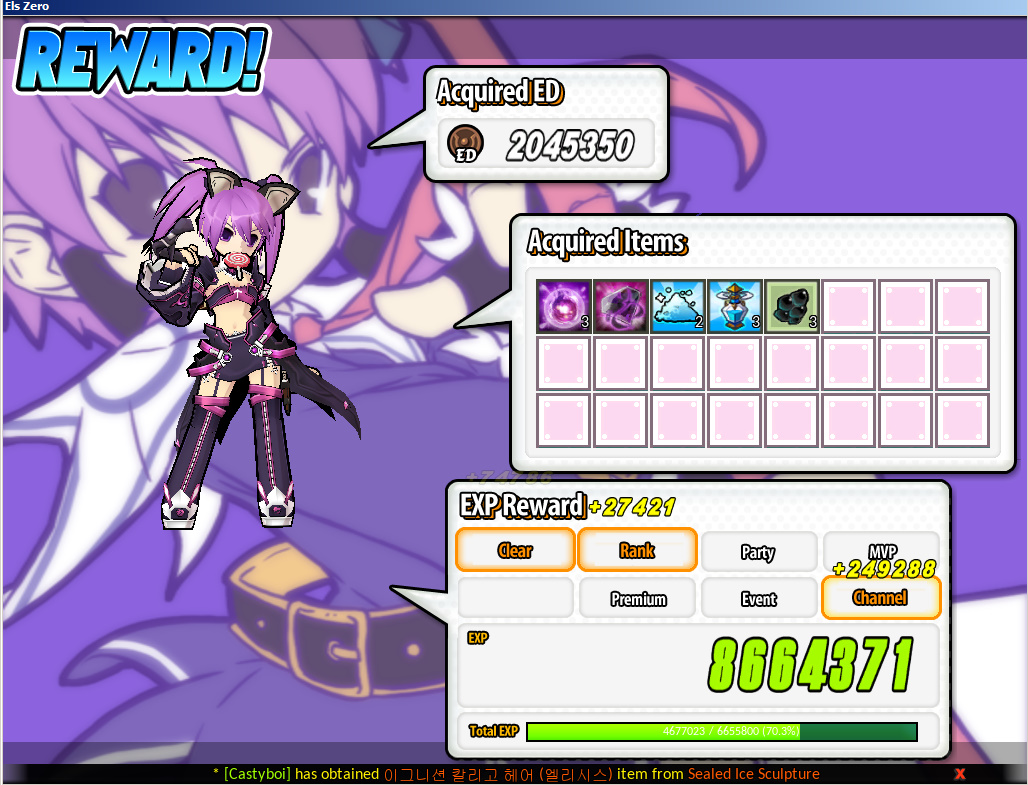 Els Zero
REWARD!
Acquired ED
ED 2045350
Acquired Items
3 2 3 3
EXP Reward +27421
Clear Rank Party MVP
+249288
Premium Event Channel
EXP
8664371
Total EXP 4677023 / 6655800 (70.3%)
* [Castyboi] has obtained 이그니션 칼리고 헤어 (엘리시스) item from Sealed Ice Sculpture X